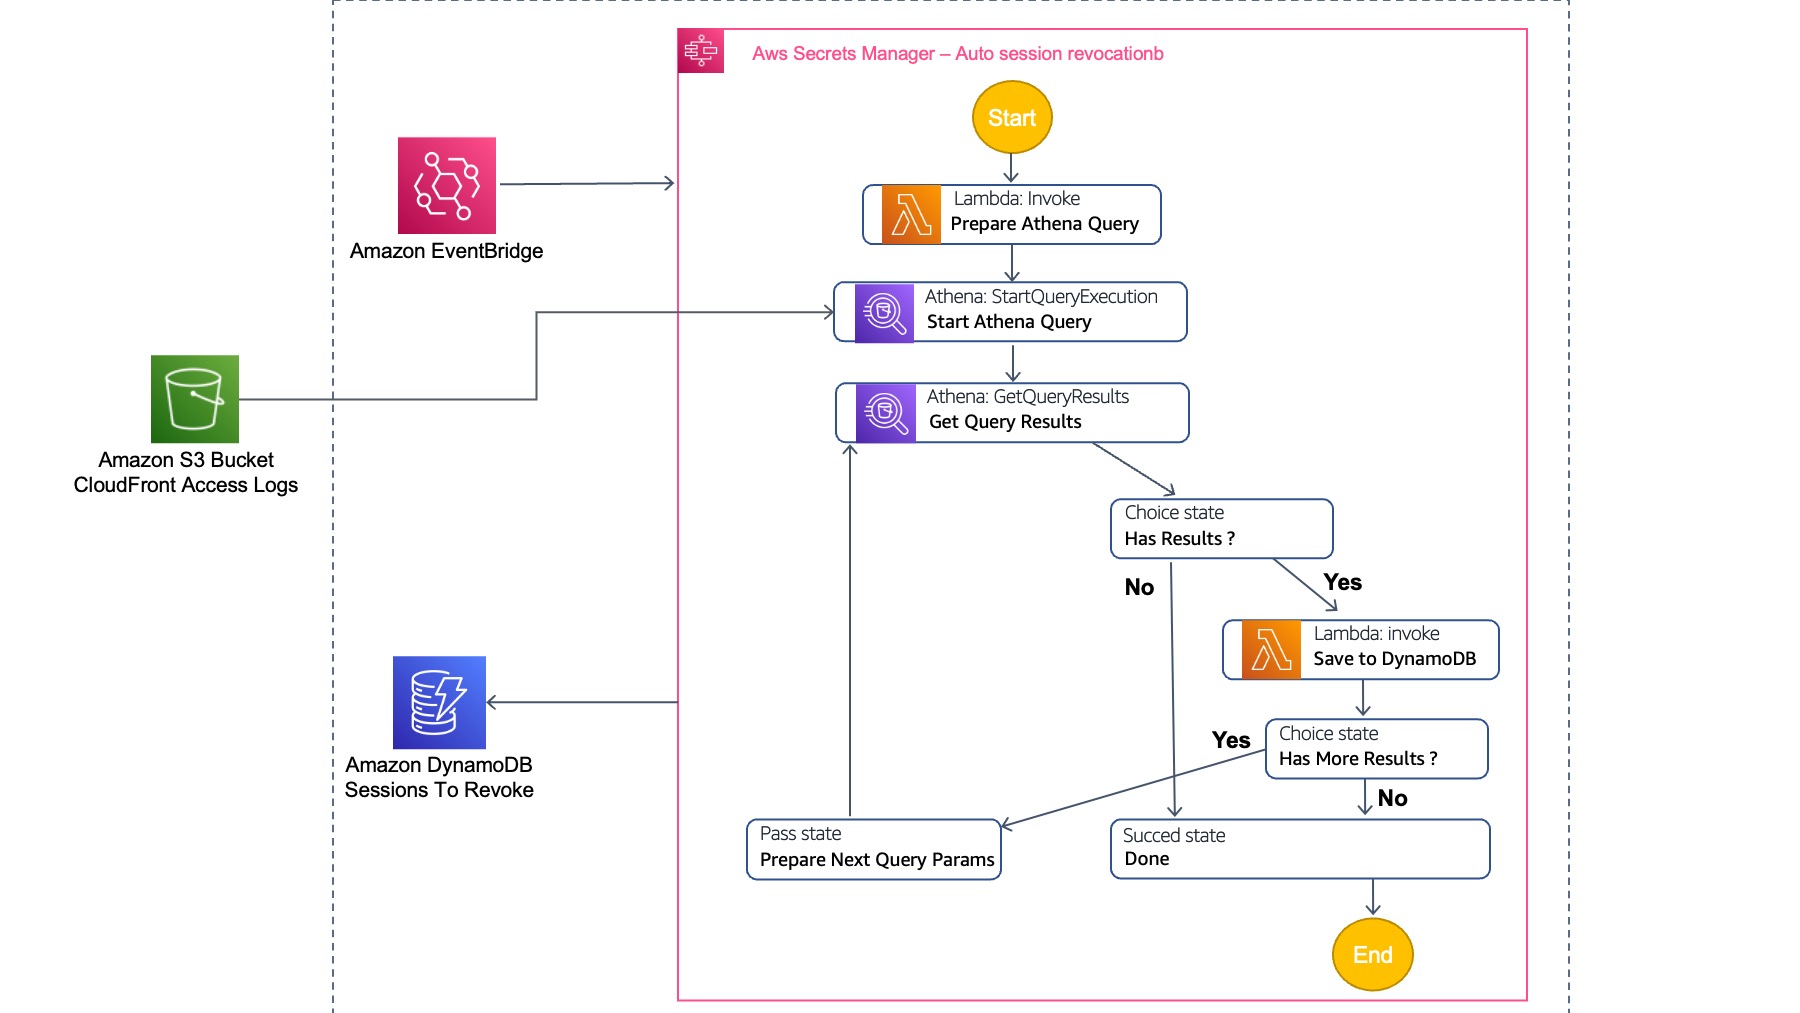 Aws Secrets Manager – Auto session revocationb
Start
Lambda: Invoke
Prepare Athena Query
Amazon EventBridge
Athena: StartQueryExecution
Start Athena Query
Athena: GetQueryResults
Get Query Results
Amazon S3 Bucket
CloudFront Access Logs
Choice state
Has Results ?
No
Yes
Lambda: invoke
Save to DynamoDB
Choice state
Has More Results ?
Yes
No
Amazon DynamoDB
Sessions To Revoke
Pass state
Prepare Next Query Params
Succed state
Done
End